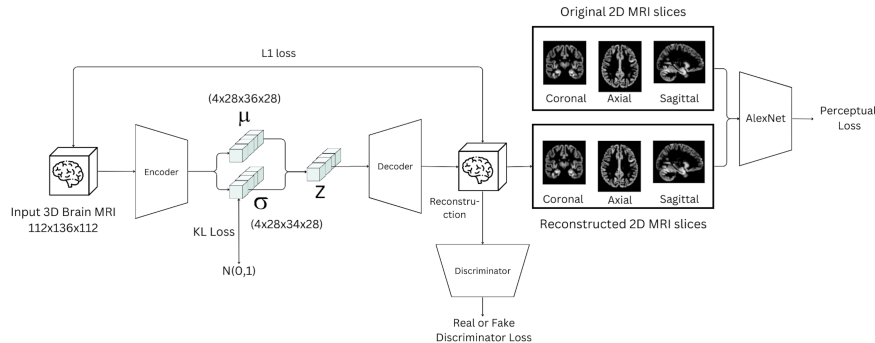 Original 2D MRI slices
L1 loss
Coronal Axial Sagittal
(4x28x36x28)
μ
AlexNet
Perceptual
Loss
Encoder
Decoder
Z
σ
Input 3D Brain MRI
112x136x112
KL Loss
(4x28x34x28)
Reconstru-
ction
Coronal Axial Sagittal
Reconstructed 2D MRI slices
N(0,1)
Discriminator
Real or Fake
Discriminator Loss